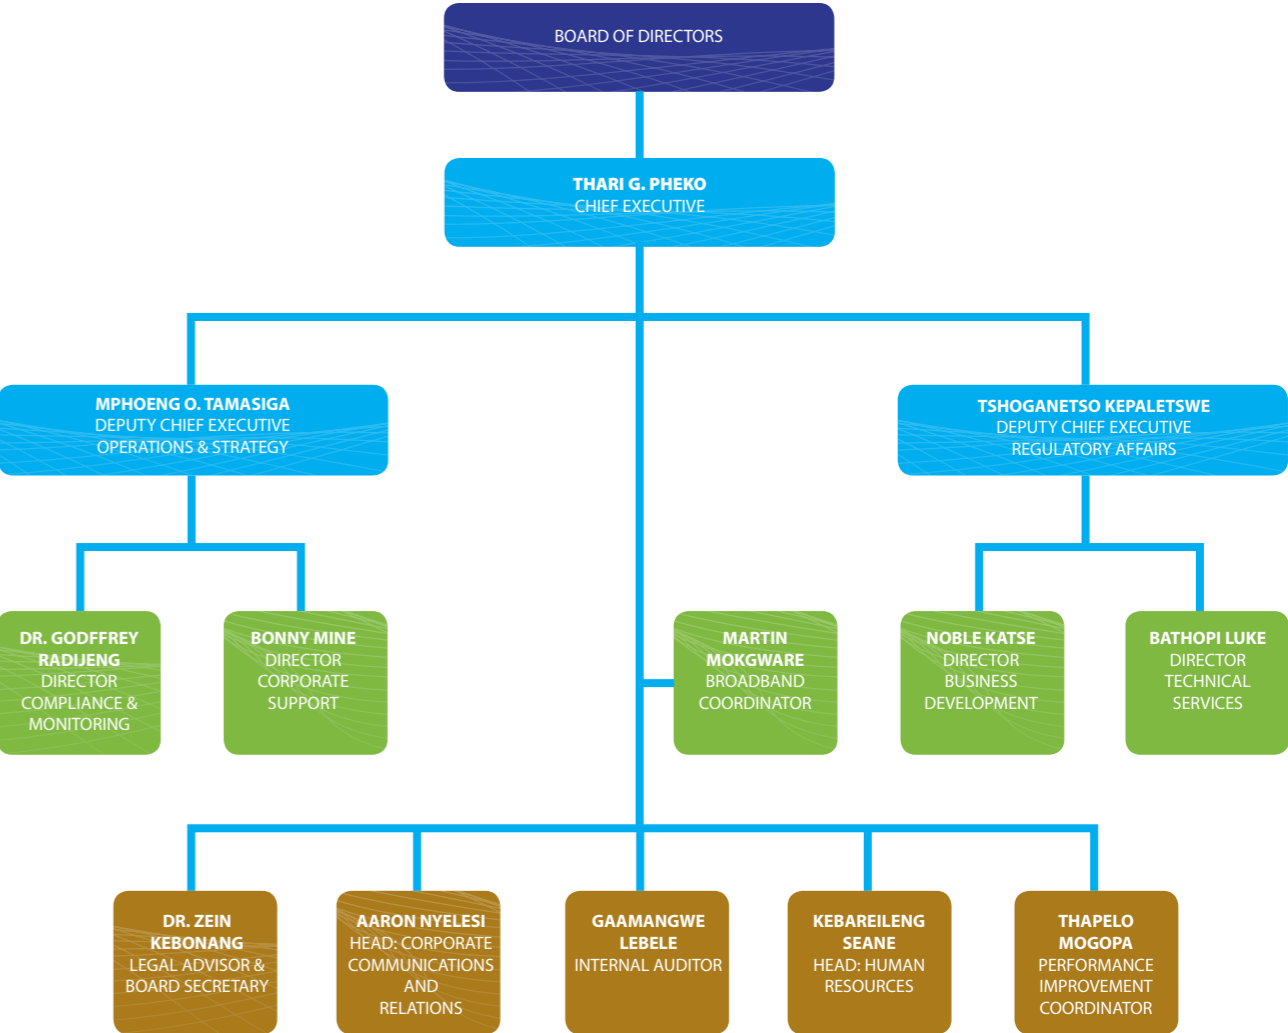 BOARD OF DIRECTORS
THARI G. PHEKO
CHIEF EXECUTIVE
MPHOENG O. TAMASIGA
DEPUTY CHIEF EXECUTIVE
OPERATIONS & STRATEGY
TSHOGANETSO KEPALETSWE
DEPUTY CHIEF EXECUTIVE
REGULATORY AFFAIRS
DR. GODFFREY
RADIJENG
DIRECTOR
COMPLIANCE &
MONITORING
BONNY MINE
DIRECTOR
CORPORATE
SUPPORT
MARTIN
MOKGWARE
BROADBAND
COORDINATOR
NOBLE KATSE
DIRECTOR
BUSINESS
DEVELOPMENT
BATHOPI LUKE
DIRECTOR
TECHNICAL
SERVICES
DR. ZEIN
KEBONANG
LEGAL ADVISOR &
BOARD SECRETARY
AARON NYELESI
HEAD: CORPORATE
COMMUNICATIONS
AND
RELATIONS
GAAMANGWE
LEBELE
INTERNAL AUDITOR
KEBAREILENG
SEANE
HEAD: HUMAN
RESOURCES
THAPELO
MOGOPA
PERFORMANCE
IMPROVEMENT
COORDINATOR